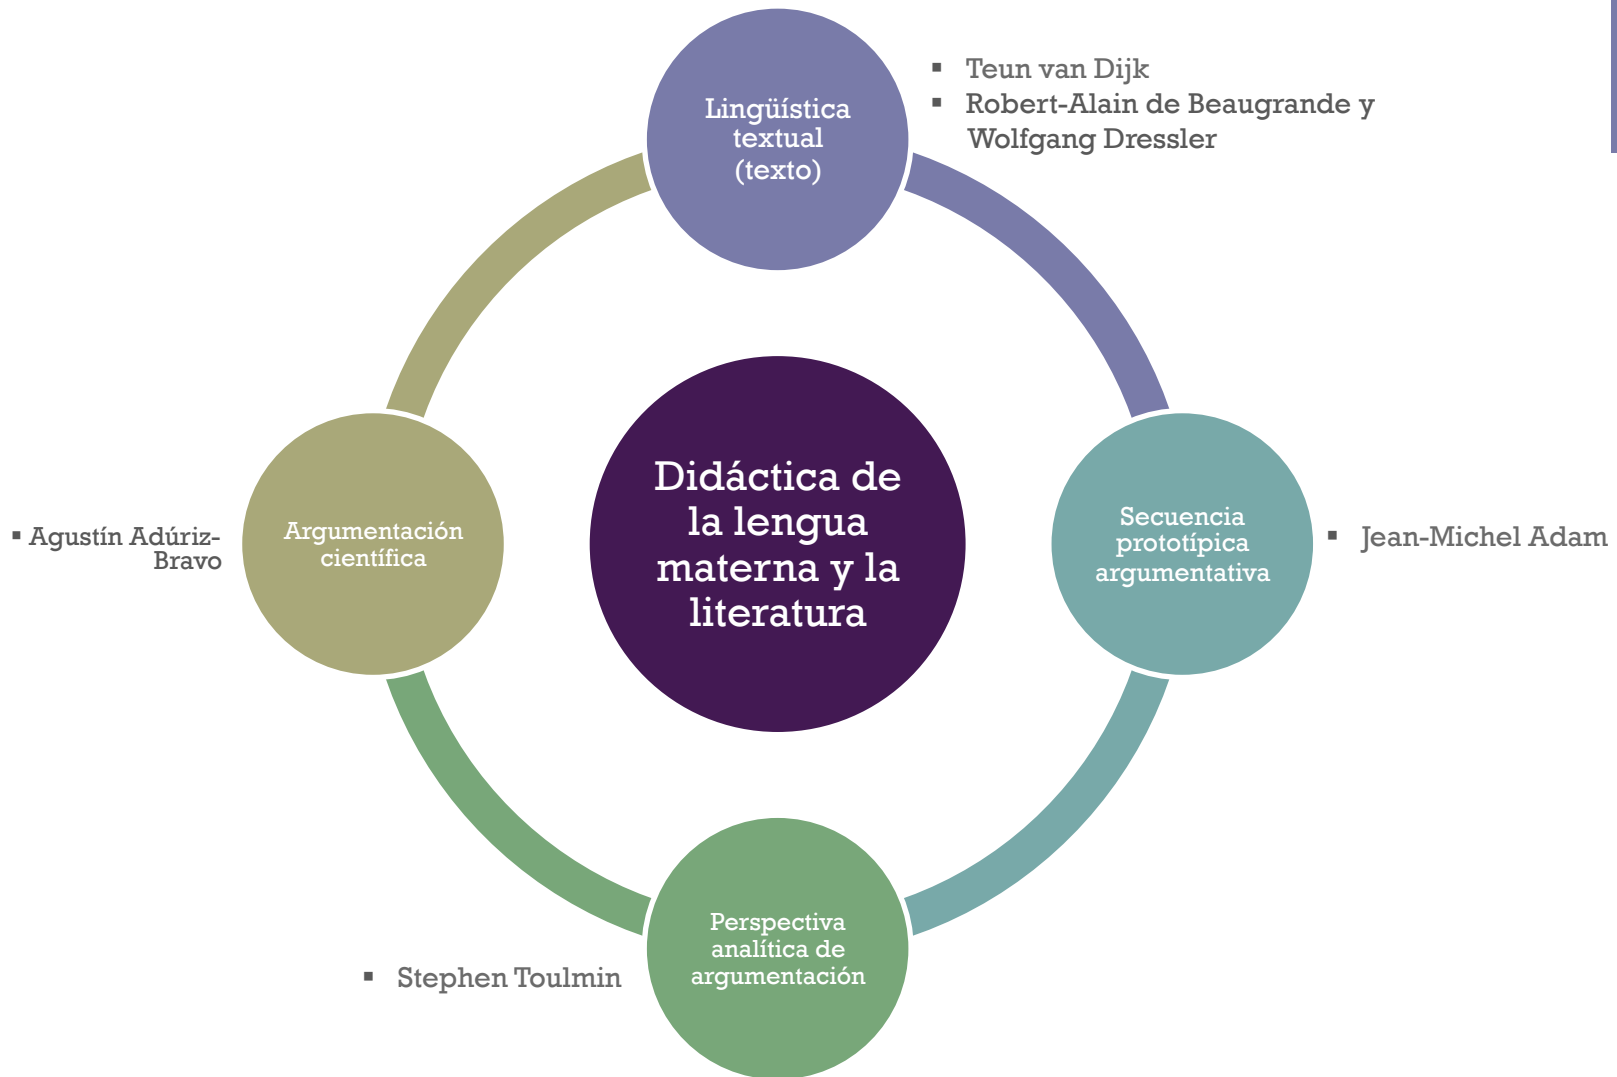 Lingüística
textual
(texto)
▪ Teun van Dijk
▪ Robert-Alain de Beaugrande y
Wolfgang Dressler
Didáctica de
la lengua
materna y la
literatura
Secuencia
prototípica
argumentativa
▪ Jean-Michel Adam
Perspectiva
analítica de
argumentación
▪ Stephen Toulmin
Argumentación
científica
▪ Agustín Adúriz-
Bravo